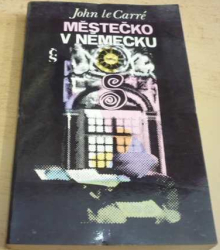 John le Carré
MĚSTEČKO
V NĚMECKU